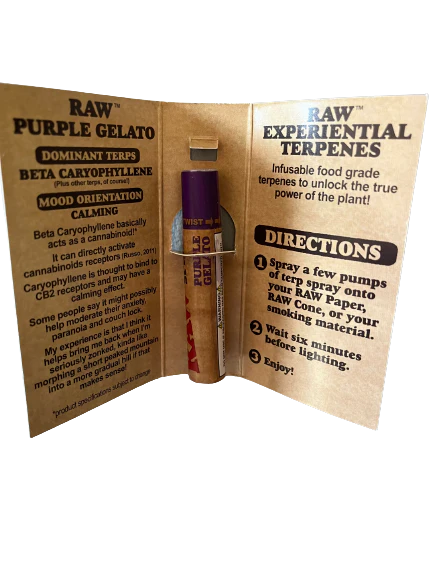 RAW™
PURPLE GELATO
DOMINANT TERPS
BETA CARYOPHYLLENE
(Plus other terps, of course!)
MOOD ORIENTATION
CALMING
Beta Caryophyllene basically
acts as a cannabinoid!*
It can directly activate
cannabinoids receptors (Russo, 2011)
Caryophyllene is thought to bind to
CB2 receptors and may have a
calming effect.
Some people say it might possibly
help moderate their anxiety,
paranoia and couch lock.
My experience is that I think it
helps bring me back when I'm
seriously zonked, kinda like
morphing a short peaked mountain
into a more gradual hill if that
makes sense!
*product specifications subject to change
TWIST
PURPLE
GELATO
RAW
RAW™
EXPERIENTIAL
TERPENES
Infusable food grade
terpenes to unlock the true
power of the plant!
DIRECTIONS
1 Spray a few pumps
of terp spray onto
your RAW Paper,
RAW Cone, or your
smoking material.
2 Wait six minutes
before lighting.
3 Enjoy!